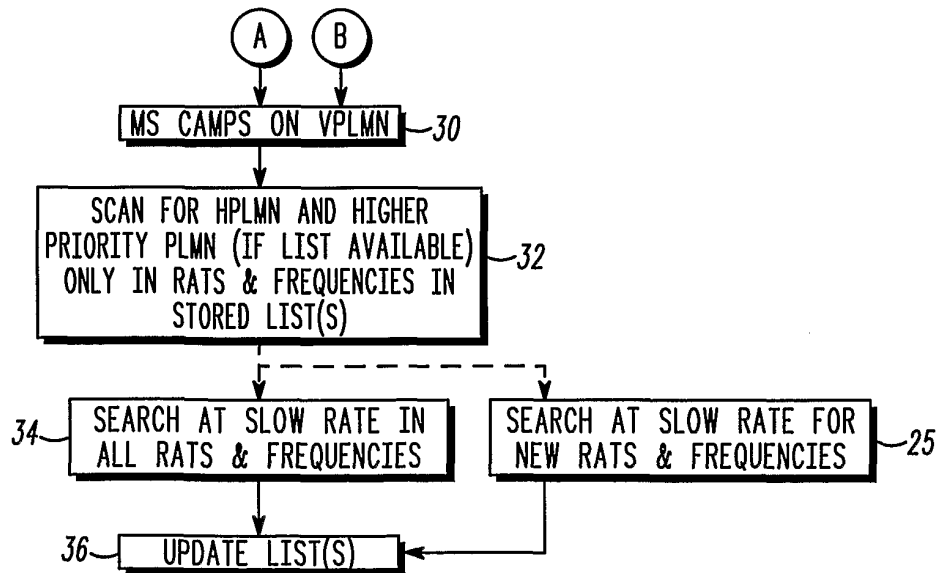 A B
MS CAMPS ON VPLMN
30
SCAN FOR HPLMN AND HIGHER
PRIORITY PLMN (IF LIST AVAILABLE)
ONLY IN RATS & FREQUENCIES IN
STORED LIST(S)
32
34
SEARCH AT SLOW RATE IN
ALL RATS & FREQUENCIES
SEARCH AT SLOW RATE FOR
NEW RATS & FREQUENCIES
25
36
UPDATE LIST(S)